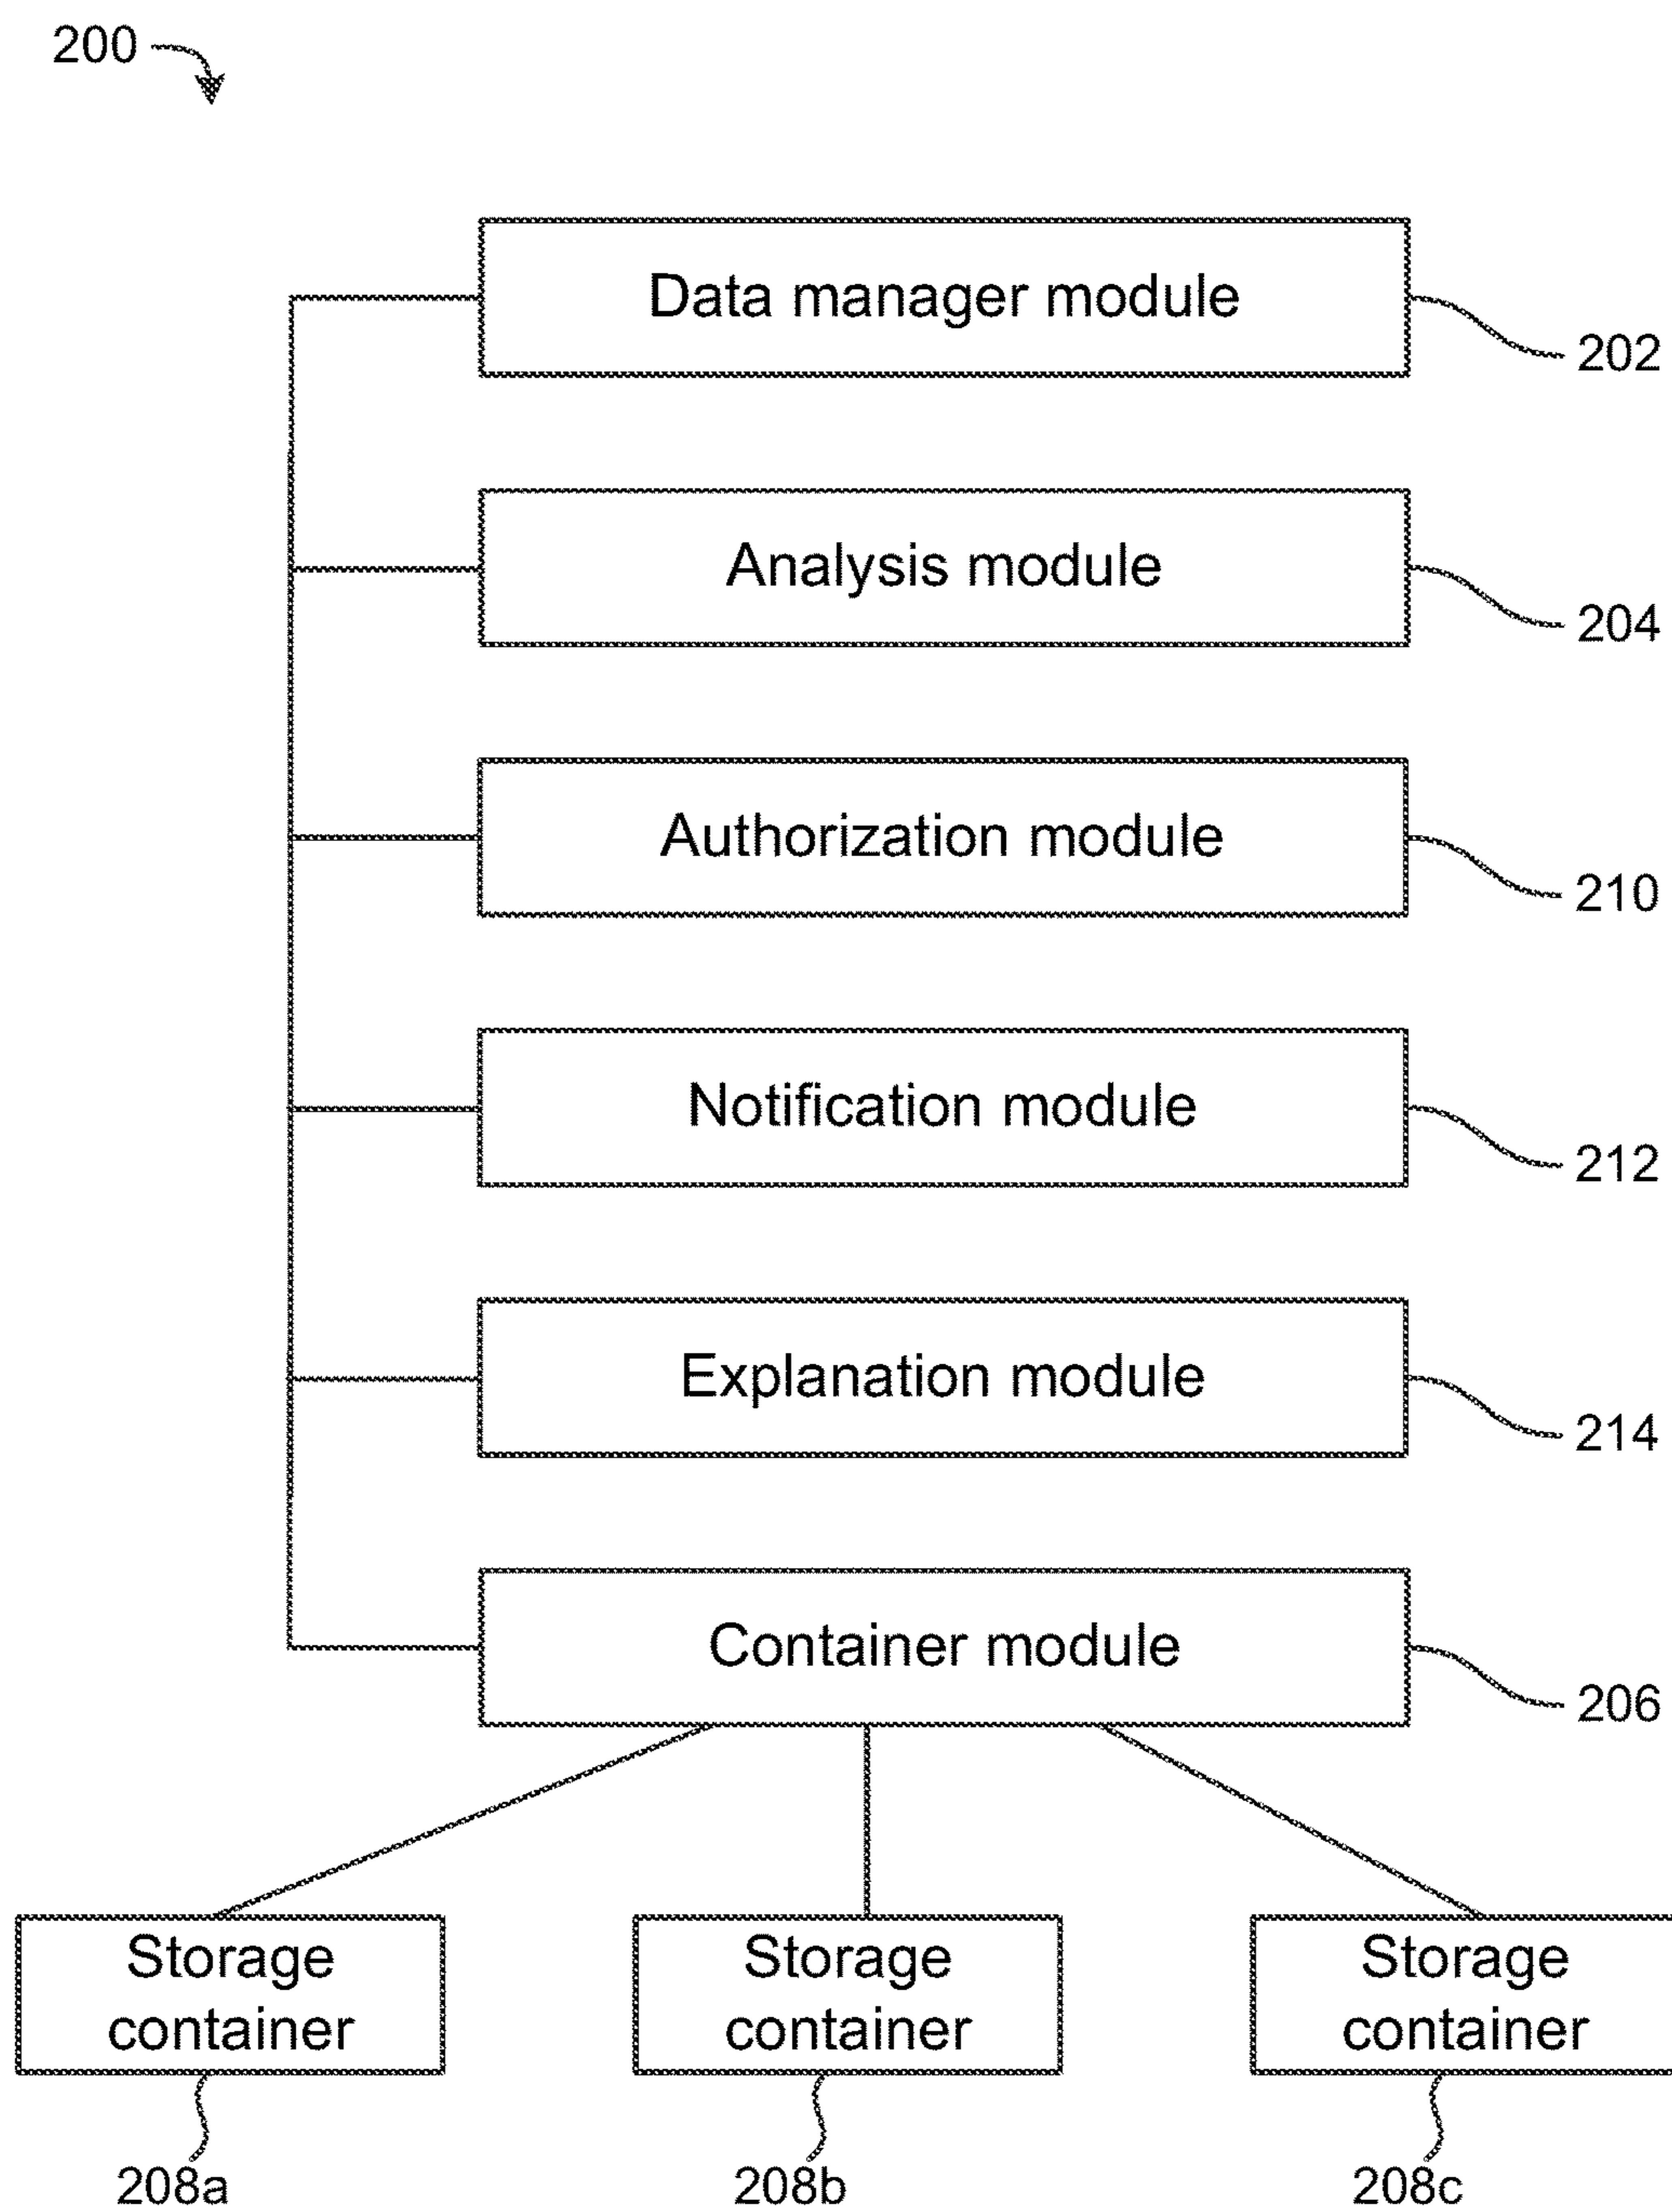 200
Data manager module
202
Analysis module
204
Authorization module
210
Notification module
212
Explanation module
214
Container module
206
Storage
container
Storage
container
Storage
container
208a
208b
208c